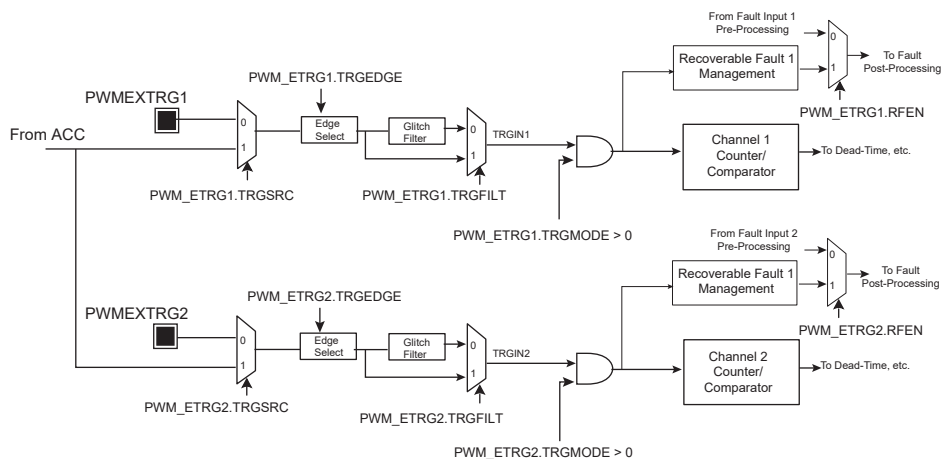 From Fault Input 1
Pre-Processing
0
1
To Fault
Post-Processing
PWM_ETRG1.RFEN
Recoverable Fault 1
Management
PWM_ETRG1.TRGEDGE
PWMEXTRG1
From ACC
0
1
Edge
Select
Glitch
Filter
0
1
TRGIN1
Channel 1
Counter/
Comparator
To Dead-Time, etc.
PWM_ETRG1.TRGSRC
PWM_ETRG1.TRGFILT
PWM_ETRG1.TRGMODE > 0
From Fault Input 2
Pre-Processing
0
1
To Fault
Post-Processing
PWM_ETRG2.RFEN
Recoverable Fault 1
Management
PWM_ETRG2.TRGEDGE
PWMEXTRG2
0
1
Edge
Select
Glitch
Filter
0
1
TRGIN2
Channel 2
Counter/
Comparator
To Dead-Time, etc.
PWM_ETRG2.TRGSRC
PWM_ETRG2.TRGFILT
PWM_ETRG2.TRGMODE > 0